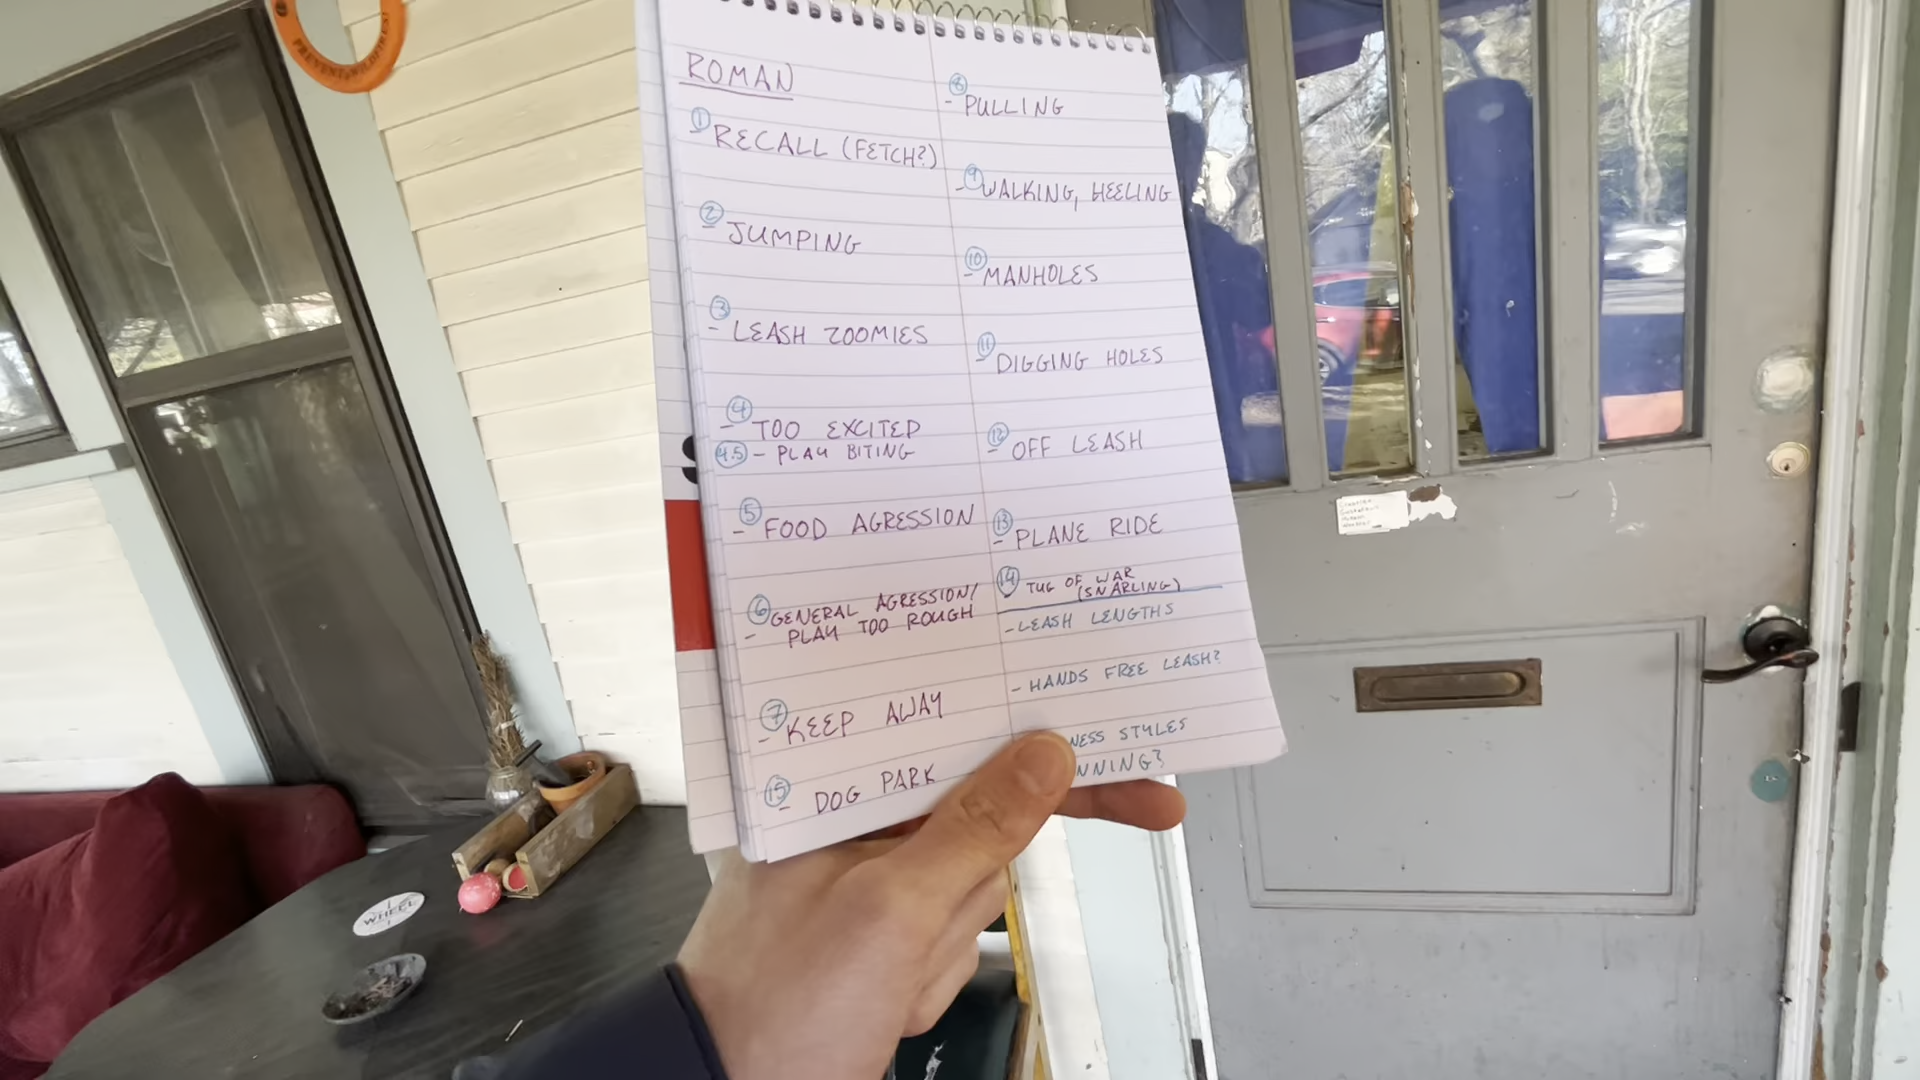 ROMAN
① RECALL (FETCH?)
② JUMPING
③ - LEASH ZOOMIES
④ - TOO EXCITED
4.5 - PLAY BITING
⑤ - FOOD AGRESSION
⑥ GENERAL AGRESSION/
- PLAY TOO ROUGH
⑦ - KEEP AWAY
⑮ - DOG PARK
⑧ - PULLING
⑨ - WALKING, HEELING
⑩ - MANHOLES
⑪ - DIGGING HOLES
⑫ - OFF LEASH
⑬ - PLANE RIDE
⑭ TUG OF WAR
(SNARLING)
- LEASH LENGTHS
- HANDS FREE LEASH?
NESS STYLES
NNING?
WHEEL